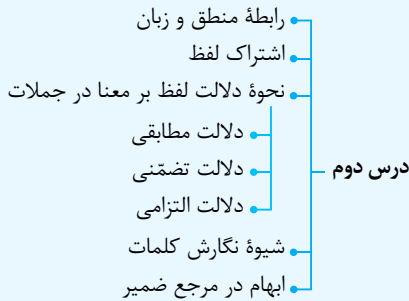 رابطهٔ منطق و زبان
اشتراک لفظ
نحوهٔ دلالت لفظ بر معنا در جملات
دلالت مطابقی
دلالت تضمّنی
دلالت التزامی
درس دوم
شیوهٔ نگارش کلمات
ابهام در مرجع ضمیر